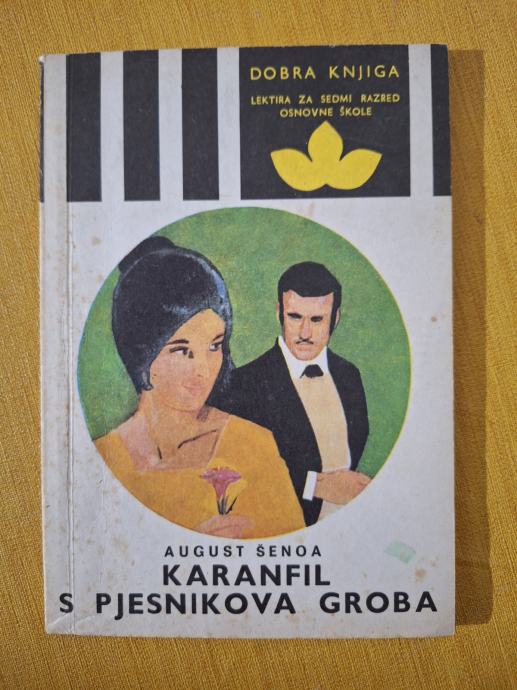 DOBRA KNJIGA
LEKTIRA ZA SEDMI RAZRED
OSNOVNE ŠKOLE
AUGUST ŠENOA
KARANFIL
S PJESNIKOVA GROBA